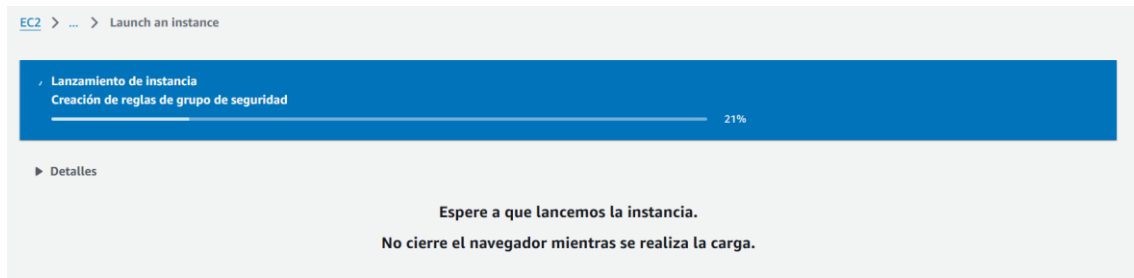 EC2 > ... > Launch an instance
Lanzamiento de instancia
Creación de reglas de grupo de seguridad
21%
Detalles
Espere a que lancemos la instancia.
No cierre el navegador mientras se realiza la carga.